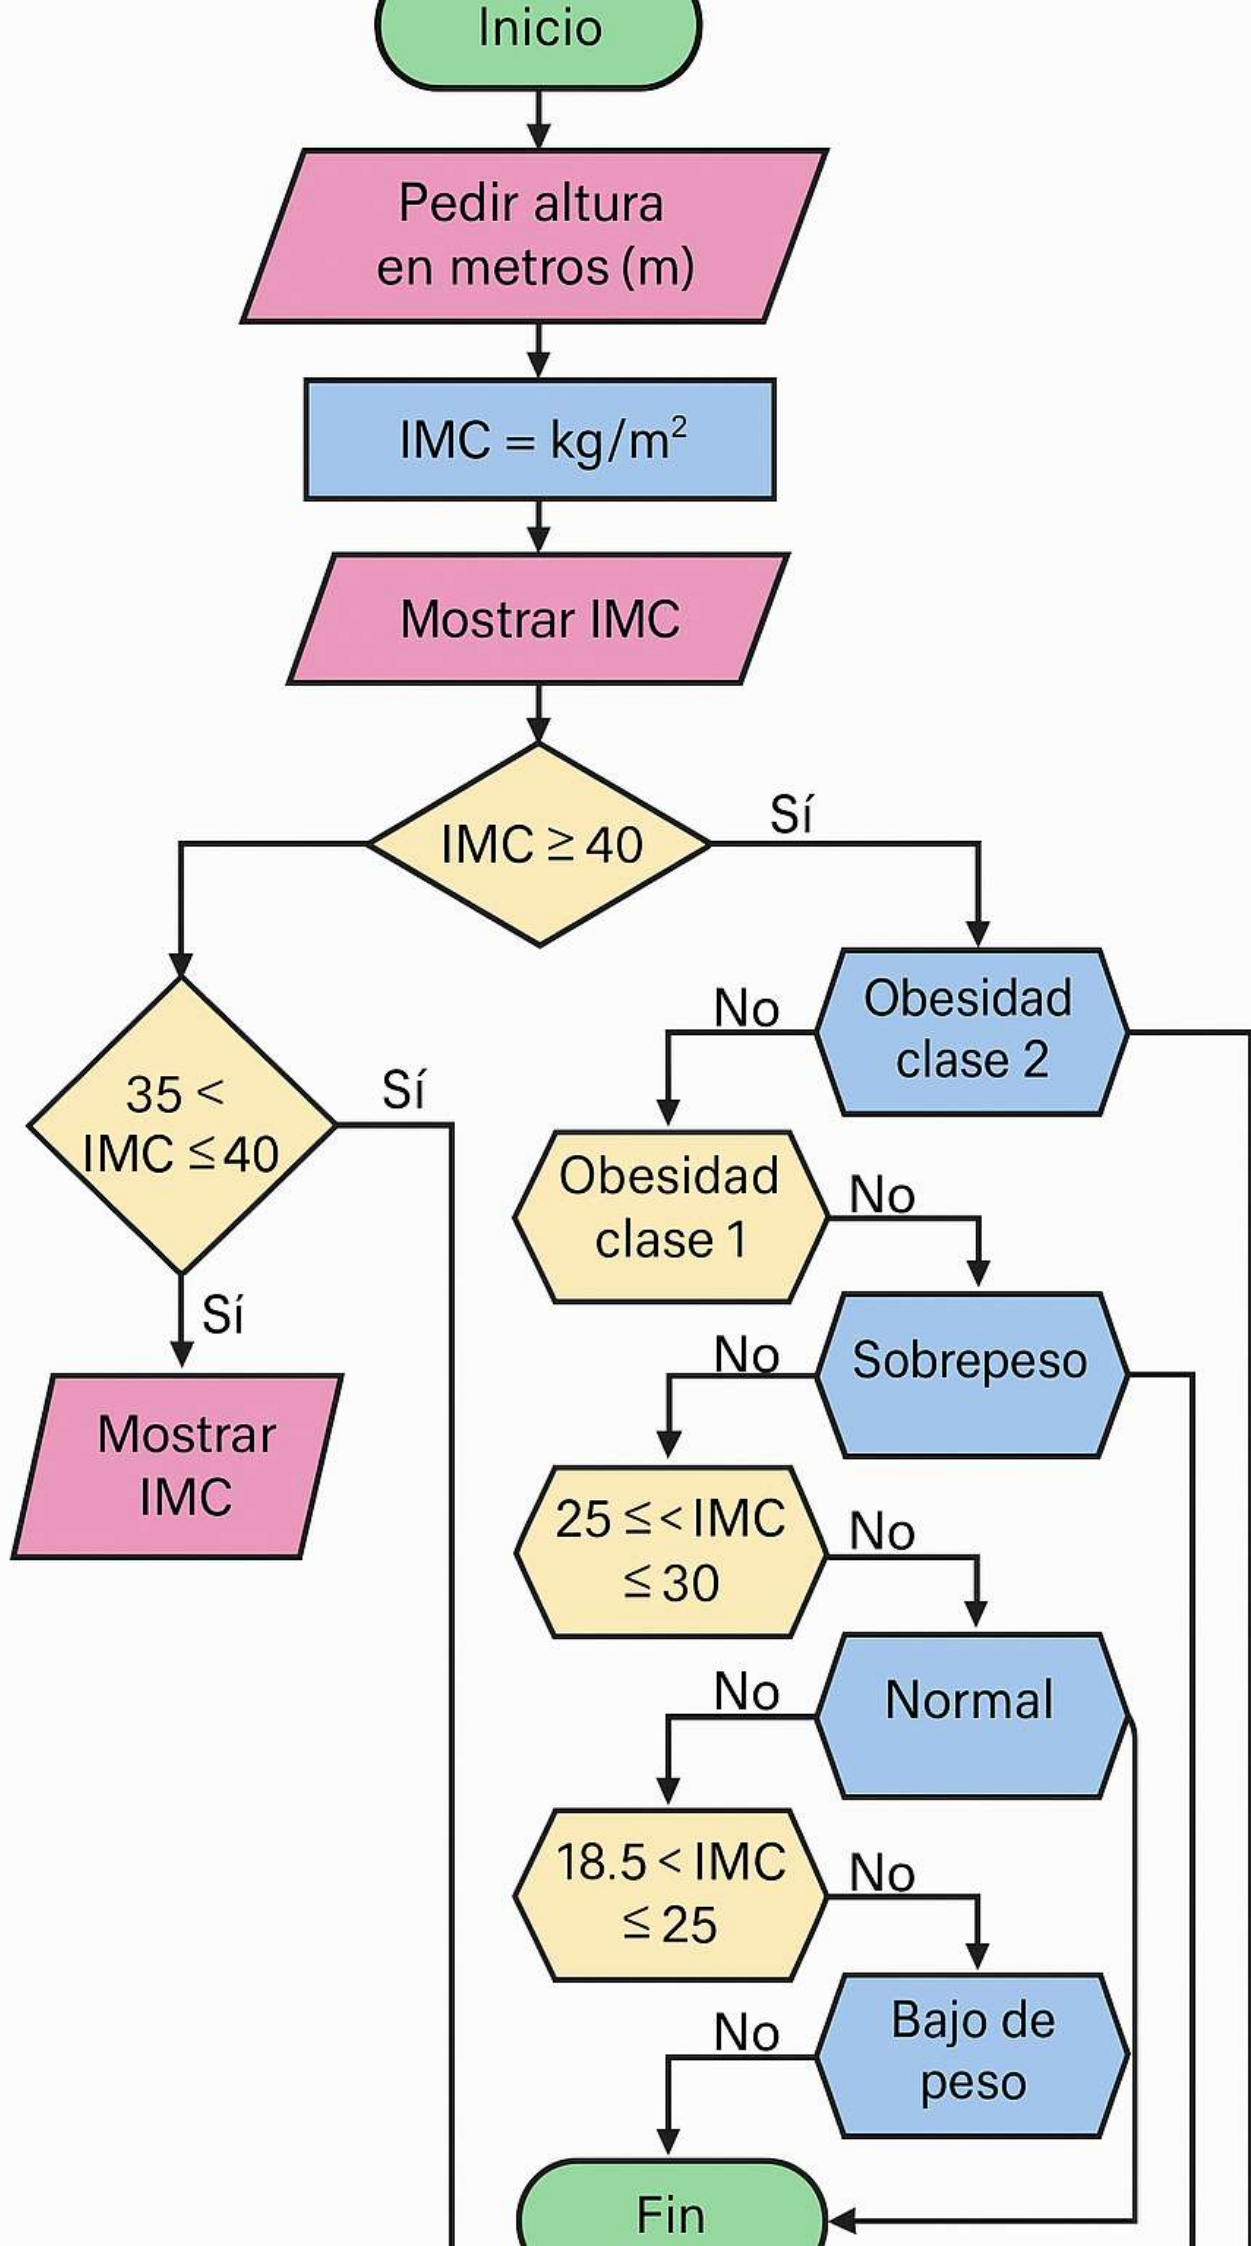 Inicio
Pedir altura
en metros (m)
IMC = kg/m²
Mostrar IMC
IMC ≥ 40
Sí
35 <
IMC ≤ 40
Sí
Sí
Mostrar
IMC
Obesidad
clase 2
No
Obesidad
clase 1
No
Sobrepeso
No
25 ≤ < IMC
≤ 30
No
Normal
No
18.5 < IMC
≤ 25
No
Bajo de
peso
No
Fin